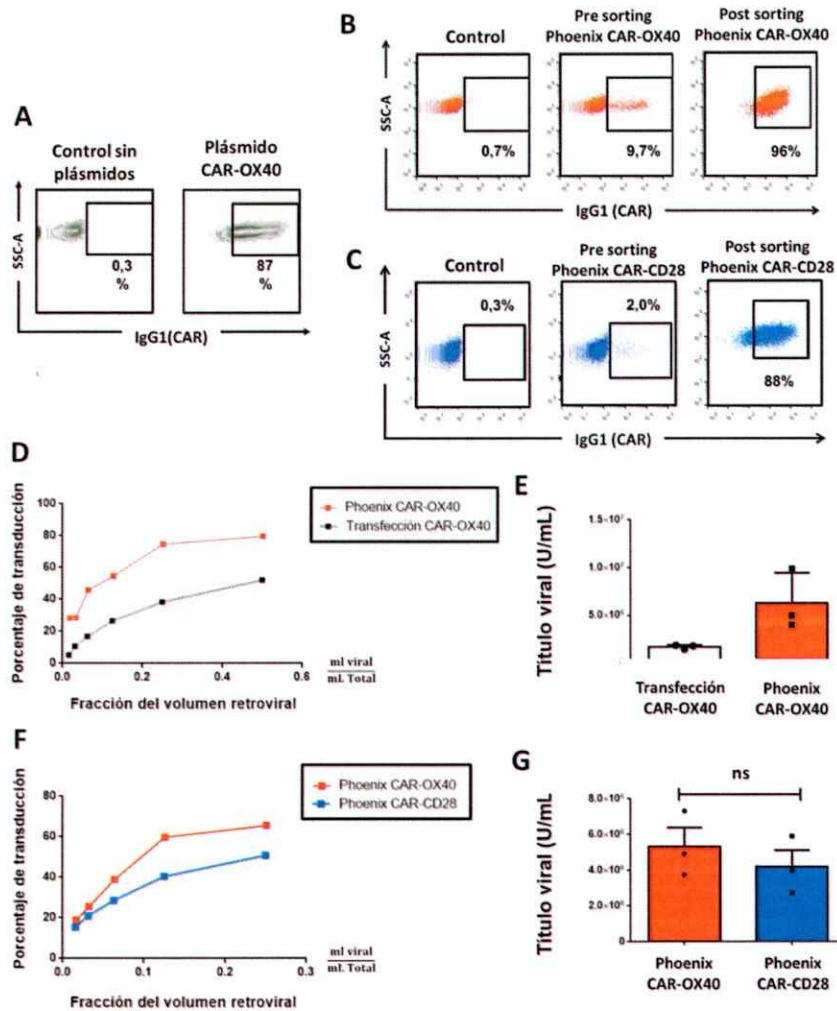 A
Control sin
plásmidos
Plásmido
CAR-OX40
SSC-A
0,3
%
87
%
IgG1(CAR)
B
Control
Pre sorting
Phoenix CAR-OX40
Post sorting
Phoenix CAR-OX40
SSC-A
0,7%
9,7%
96%
IgG1 (CAR)
C
Control
Pre sorting
Phoenix CAR-CD28
Post sorting
Phoenix CAR-CD28
SSC-A
0,3%
2,0%
88%
IgG1 (CAR)
D
Porcentaje de transducción
100
80
60
40
20
0
0.0
0.2
0.4
0.6
Phoenix CAR-OX40
Transfección CAR-OX40
ml viral
ml. Total
Fracción del volumen retroviral
E
Título viral (U/mL)
Transfección
CAR-OX40
Phoenix
CAR-OX40
F
Porcentaje de transducción
80
60
40
20
0
0.0
0.1
0.2
0.3
Phoenix CAR-OX40
Phoenix CAR-CD28
ml viral
ml. Total
Fracción del volumen retroviral
G
ns
Título viral (U/mL)
0
Phoenix
CAR-OX40
Phoenix
CAR-CD28